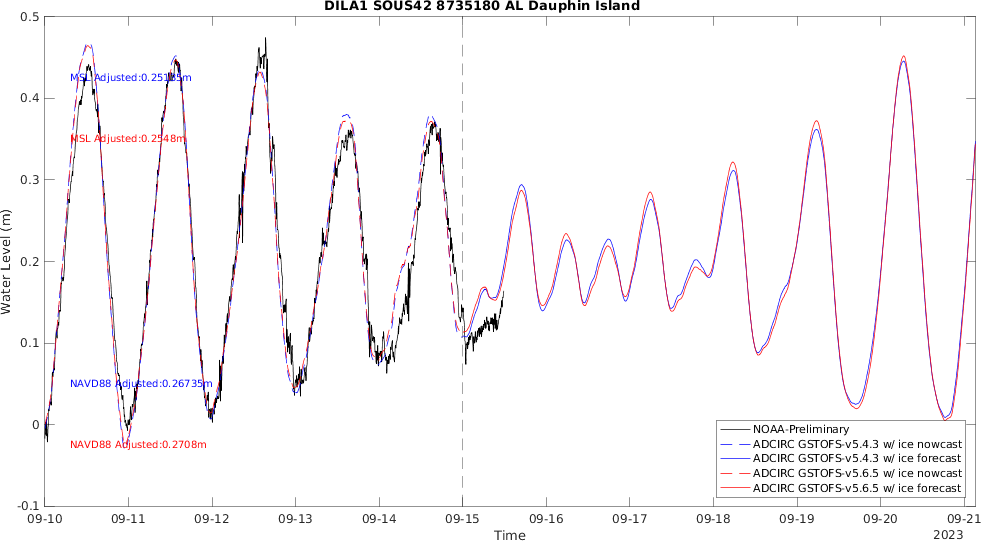 DILA1 SOUS42 8735180 AL Dauphin Island
0.5
0.4
0.3
0.2
0.1
0
-0.1
Water Level (m)
MSL Adjusted:0.25185m
MSL Adjusted:0.2548m
NAVD88 Adjusted:0.26735m
NAVD88 Adjusted:0.2708m
NOAA-Preliminary
ADCIRC GSTOFS-v5.4.3 w/ ice nowcast
ADCIRC GSTOFS-v5.4.3 w/ ice forecast
ADCIRC GSTOFS-v5.6.5 w/ ice nowcast
ADCIRC GSTOFS-v5.6.5 w/ ice forecast
09-10 09-11 09-12 09-13 09-14 09-15 09-16 09-17 09-18 09-19 09-20 09-21
Time
2023